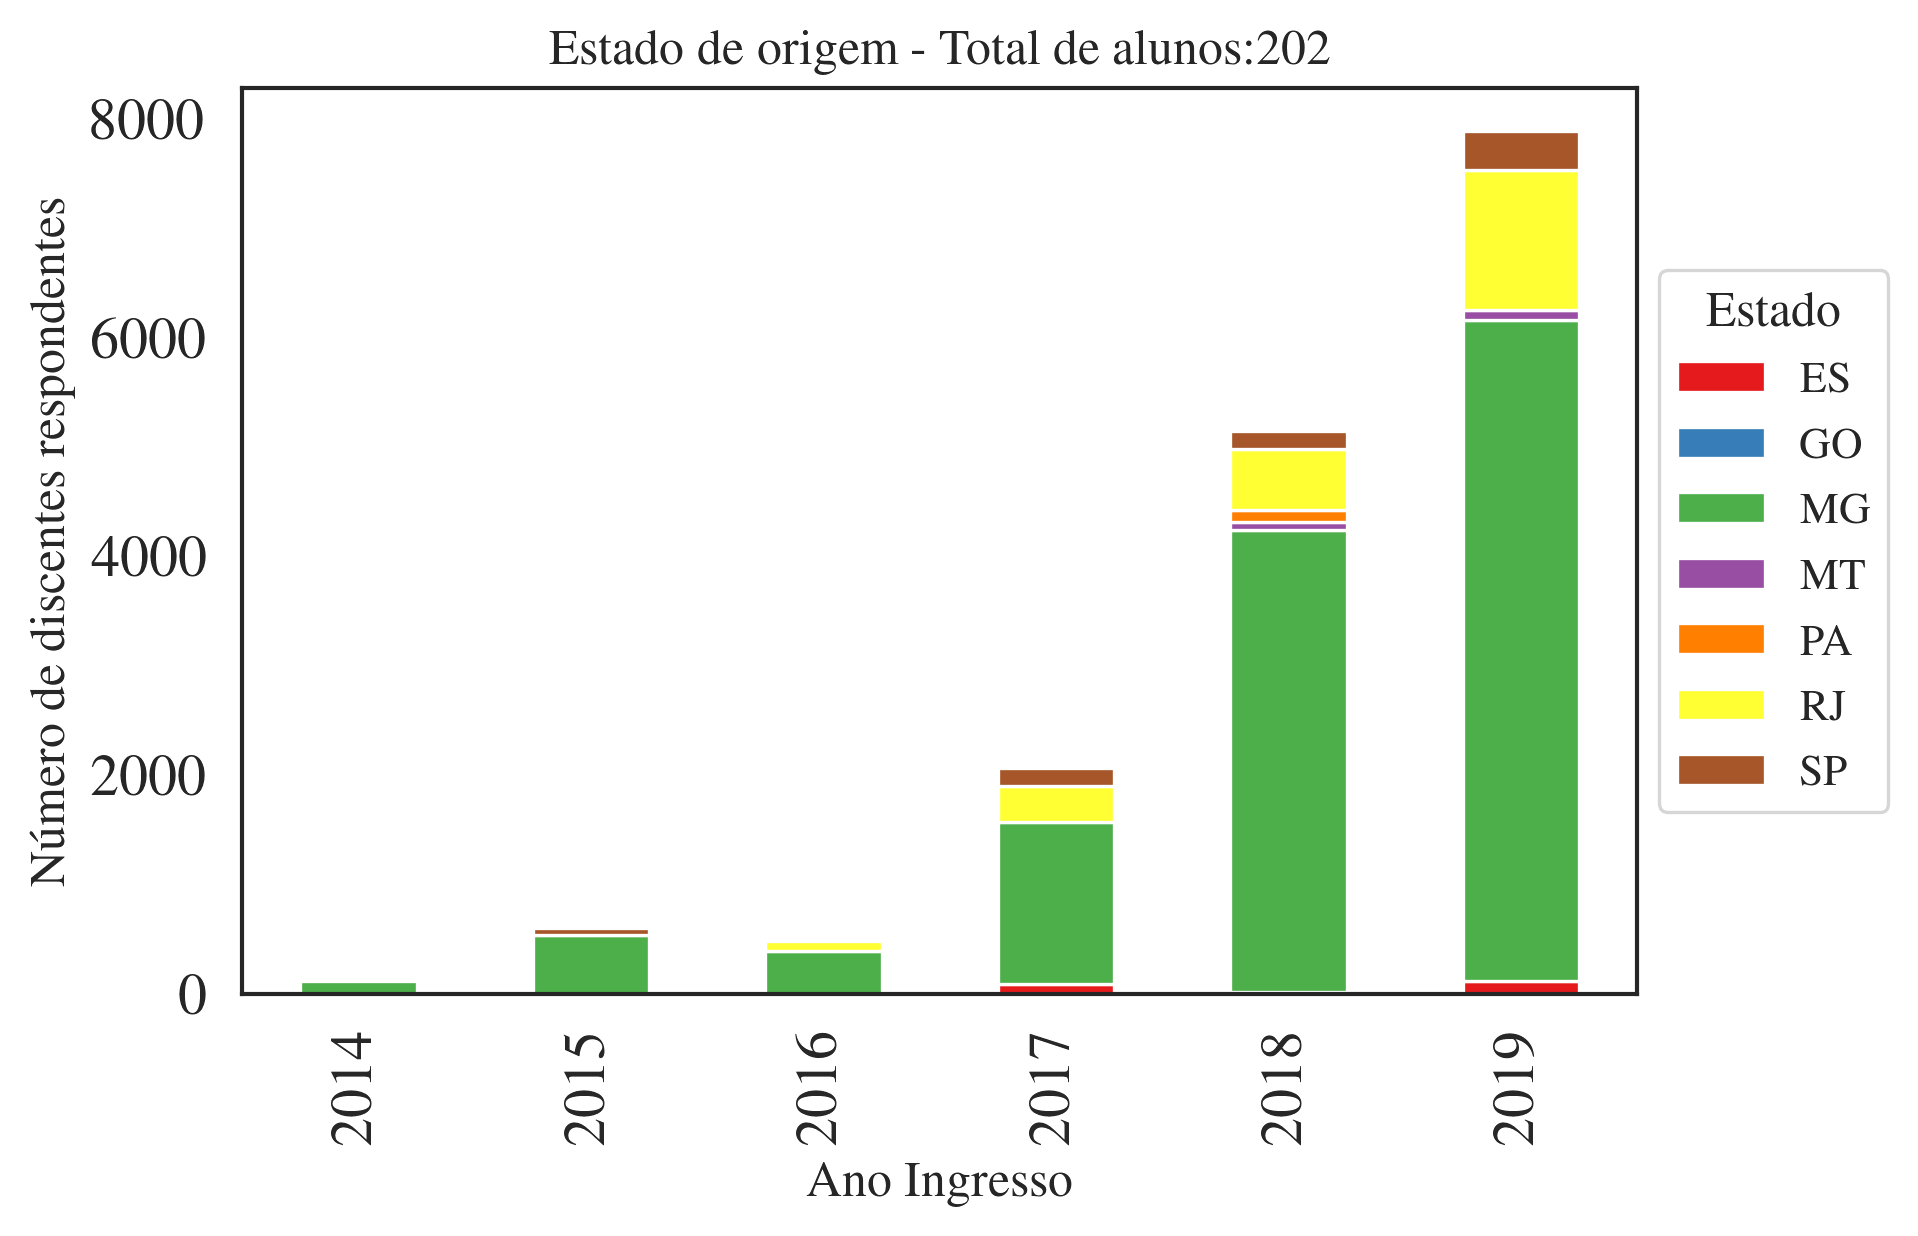 Estado de origem - Total de alunos:202
Número de discentes respondentes
8000
6000
4000
2000
0
2014
2015
2016
2017
2018
2019
Ano Ingresso
Estado
ES
GO
MG
MT
PA
RJ
SP